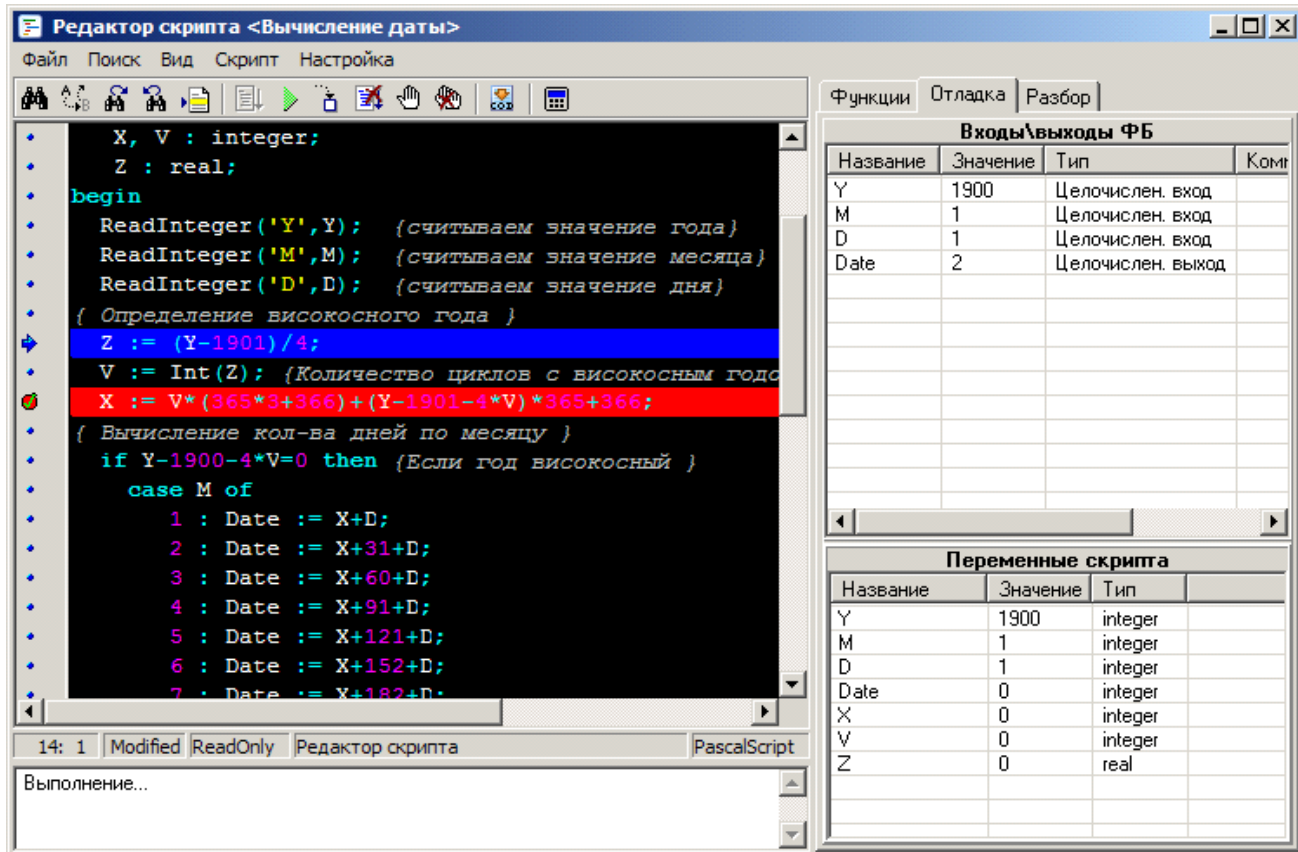 Редактор скрипта <Вычисление даты>
Файл Поиск Вид Скрипт Настройка
X, V : integer;
Z : real;
begin
ReadInteger('Y',Y); {считываем значение года}
ReadInteger('M',M); {считываем значение месяца}
ReadInteger('D',D); {считываем значение дня}
{ Определение високосного года }
Z := (Y-1901)/4;
V := Int(Z); {Количество циклов с високосным годо
X := V*(365*3+366)+(Y-1901-4*V)*365+366;
{ Вычисление кол-ва дней по месяцу }
if Y-1900-4*V=0 then {Если год високосный }
case M of
1 : Date := X+D;
2 : Date := X+31+D;
3 : Date := X+60+D;
4 : Date := X+91+D;
5 : Date := X+121+D;
6 : Date := X+152+D;
7 : Date := X+182+D;
14: 1 Modified ReadOnly Редактор скрипта PascalScript
Выполнение...
Функции Отладка Разбор
Входы\выходы ФБ
Название Значение Тип Комм
Y 1900 Целочислен. вход
M 1 Целочислен. вход
D 1 Целочислен. вход
Date 2 Целочислен. выход
Переменные скрипта
Название Значение Тип
Y 1900 integer
M 1 integer
D 1 integer
Date 0 integer
X 0 integer
V 0 integer
Z 0 real